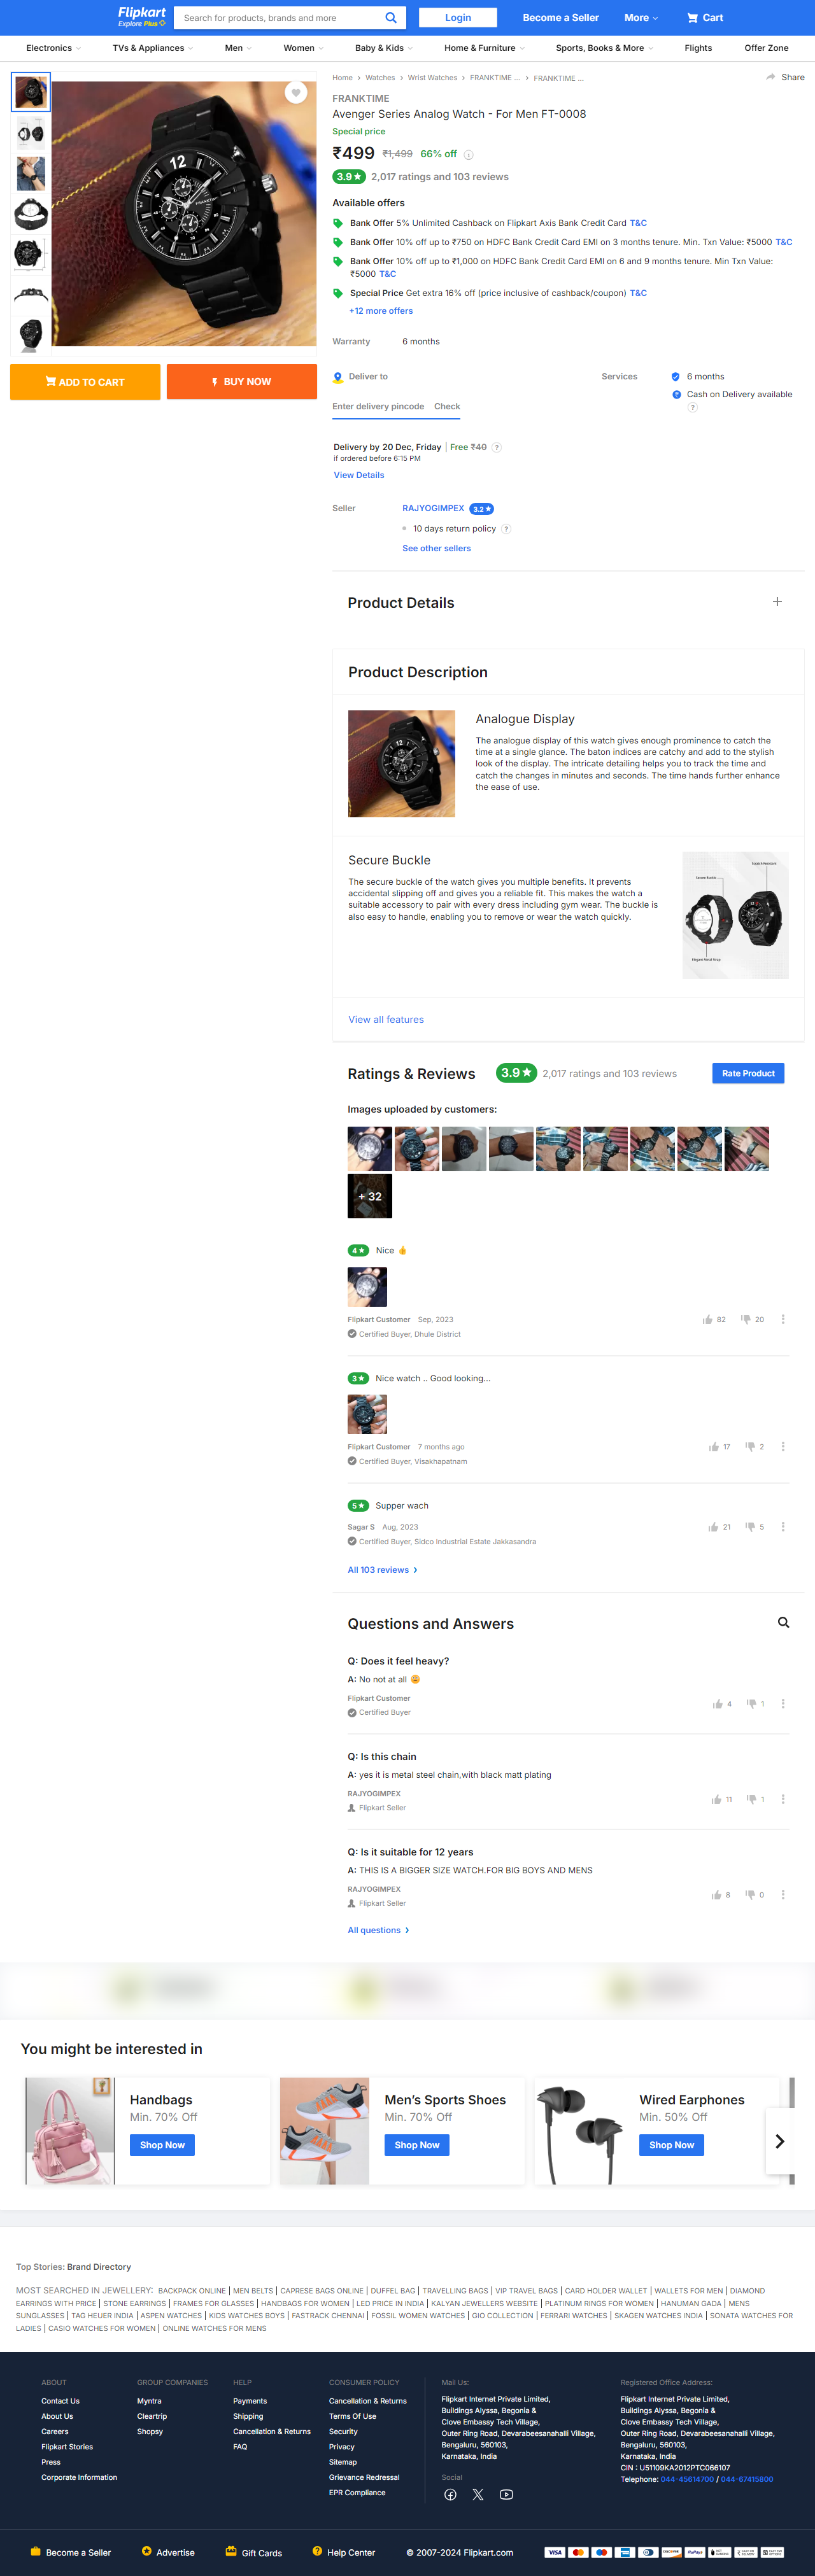 Flipkart
Explore Plus
Search for products, brands and more
Login
Become a Seller
More
Cart
Electronics
TVs & Appliances
Men
Women
Baby & Kids
Home & Furniture
Sports, Books & More
Flights
Offer Zone
Home > Watches > Wrist Watches > FRANKTIME ... > FRANKTIME ...
Share
FRANKTIME
Avenger Series Analog Watch - For Men FT-0008
Special price
₹499 ₹1,499 66% off
3.9★ 2,017 ratings and 103 reviews
Available offers
Bank Offer 5% Unlimited Cashback on Flipkart Axis Bank Credit Card T&C
Bank Offer 10% off up to ₹750 on HDFC Bank Credit Card EMI on 3 months tenure. Min. Txn Value: ₹5000 T&C
Bank Offer 10% off up to ₹1,000 on HDFC Bank Credit Card EMI on 6 and 9 months tenure. Min Txn Value:
₹5000 T&C
Special Price Get extra 16% off (price inclusive of cashback/coupon) T&C
+12 more offers
Warranty 6 months
ADD TO CART
BUY NOW
Deliver to
Services
6 months
Cash on Delivery available
?
Enter delivery pincode Check
Delivery by 20 Dec, Friday | Free ₹40 ?
if ordered before 6:15 PM
View Details
Seller
RAJYOGIMPEX 3.2★
10 days return policy ?
See other sellers
Product Details +
Product Description
Analogue Display
The analogue display of this watch gives enough prominence to catch the
time at a single glance. The baton indices are catchy and add to the stylish
look of the display. The intricate detailing helps you to track the time and
catch the changes in minutes and seconds. The time hands further enhance
the ease of use.
Secure Buckle
The secure buckle of the watch gives you multiple benefits. It prevents
accidental slipping off and gives you a reliable fit. This makes the watch a
suitable accessory to pair with every dress including gym wear. The buckle is
also easy to handle, enabling you to remove or wear the watch quickly.
Secure Buckle
View all features
Ratings & Reviews
3.9★ 2,017 ratings and 103 reviews
Rate Product
Images uploaded by customers:
+ 32
4★ Nice 👍
Flipkart Customer Sep, 2023
82 20
Certified Buyer, Dhule District
3★ Nice watch .. Good looking...
Flipkart Customer 7 months ago
17 2
Certified Buyer, Visakhapatnam
5★ Supper wach
Sagar S Aug, 2023
21 5
Certified Buyer, Sidco Industrial Estate Jakkasandra
All 103 reviews
Questions and Answers
Q: Does it feel heavy?
A: No not at all 😩
Flipkart Customer
4 1
Certified Buyer
Q: Is this chain
A: yes it is metal steel chain,with black matt plating
RAJYOGIMPEX
11 1
Flipkart Seller
Q: Is it suitable for 12 years
A: THIS IS A BIGGER SIZE WATCH.FOR BIG BOYS AND MENS
RAJYOGIMPEX
8 0
Flipkart Seller
All questions
You might be interested in
Handbags
Min. 70% Off
Shop Now
Men's Sports Shoes
Min. 70% Off
Shop Now
Wired Earphones
Min. 50% Off
Shop Now
Top Stories: Brand Directory
MOST SEARCHED IN JEWELLERY: BACKPACK ONLINE | MEN BELTS | CAPRESE BAGS ONLINE | DUFFEL BAG | TRAVELLING BAGS | VIP TRAVEL BAGS | CARD HOLDER WALLET | WALLETS FOR MEN | DIAMOND
EARRINGS WITH PRICE | STONE EARRINGS | FRAMES FOR GLASSES | HANDBAGS FOR WOMEN | LED PRICE IN INDIA | KALYAN JEWELLERS WEBSITE | PLATINUM RINGS FOR WOMEN | HANUMAN GADA | MENS
SUNGLASSES | TAG HEUER INDIA | ASPEN WATCHES | KIDS WATCHES BOYS | FASTRACK CHENNAI | FOSSIL WOMEN WATCHES | GIO COLLECTION | FERRARI WATCHES | SKAGEN WATCHES INDIA | SONATA WATCHES FOR
LADIES | CASIO WATCHES FOR WOMEN | ONLINE WATCHES FOR MENS
ABOUT
Contact Us
About Us
Careers
Flipkart Stories
Press
Corporate Information
GROUP COMPANIES
Myntra
Cleartrip
Shopsy
HELP
Payments
Shipping
Cancellation & Returns
FAQ
CONSUMER POLICY
Cancellation & Returns
Terms Of Use
Security
Privacy
Sitemap
Grievance Redressal
EPR Compliance
Mail Us:
Flipkart Internet Private Limited,
Buildings Alyssa, Begonia &
Clove Embassy Tech Village,
Outer Ring Road, Devarabeesanahalli Village,
Bengaluru, 560103,
Karnataka, India
Social
Registered Office Address:
Flipkart Internet Private Limited,
Buildings Alyssa, Begonia &
Clove Embassy Tech Village,
Outer Ring Road, Devarabeesanahalli Village,
Bengaluru, 560103,
Karnataka, India
CIN : U51109KA2012PTC066107
Telephone: 044-45614700 / 044-67415800
Become a Seller
Advertise
Gift Cards
Help Center
© 2007-2024 Flipkart.com
VISA